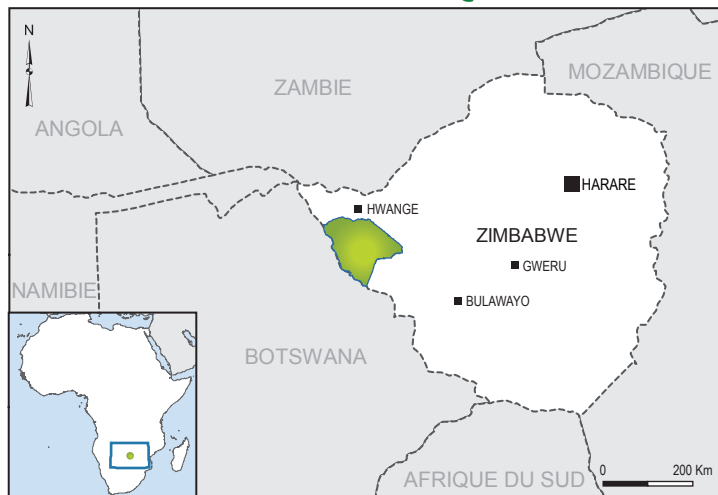 N
ZAMBIE
MOZAMBIQUE
ANGOLA
HARARE
HWANGE
ZIMBABWE
GWERU
NAMIBIE
BULAWAYO
BOTSWANA
AFRIQUE DU SUD
0 200 Km